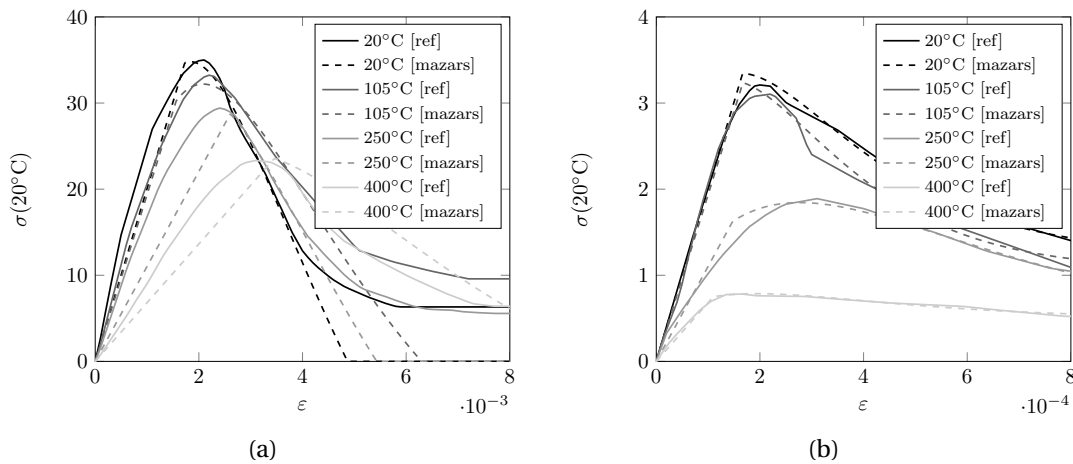 40
30
20
10
0
0
2
4
6
8
·10⁻³
ε
σ(20°C)
20°C [ref]
20°C [mazars]
105°C [ref]
105°C [mazars]
250°C [ref]
250°C [mazars]
400°C [ref]
400°C [mazars]
(a)
4
3
2
1
0
0
2
4
6
8
·10⁻⁴
ε
σ(20°C)
20°C [ref]
20°C [mazars]
105°C [ref]
105°C [mazars]
250°C [ref]
250°C [mazars]
400°C [ref]
400°C [mazars]
(b)